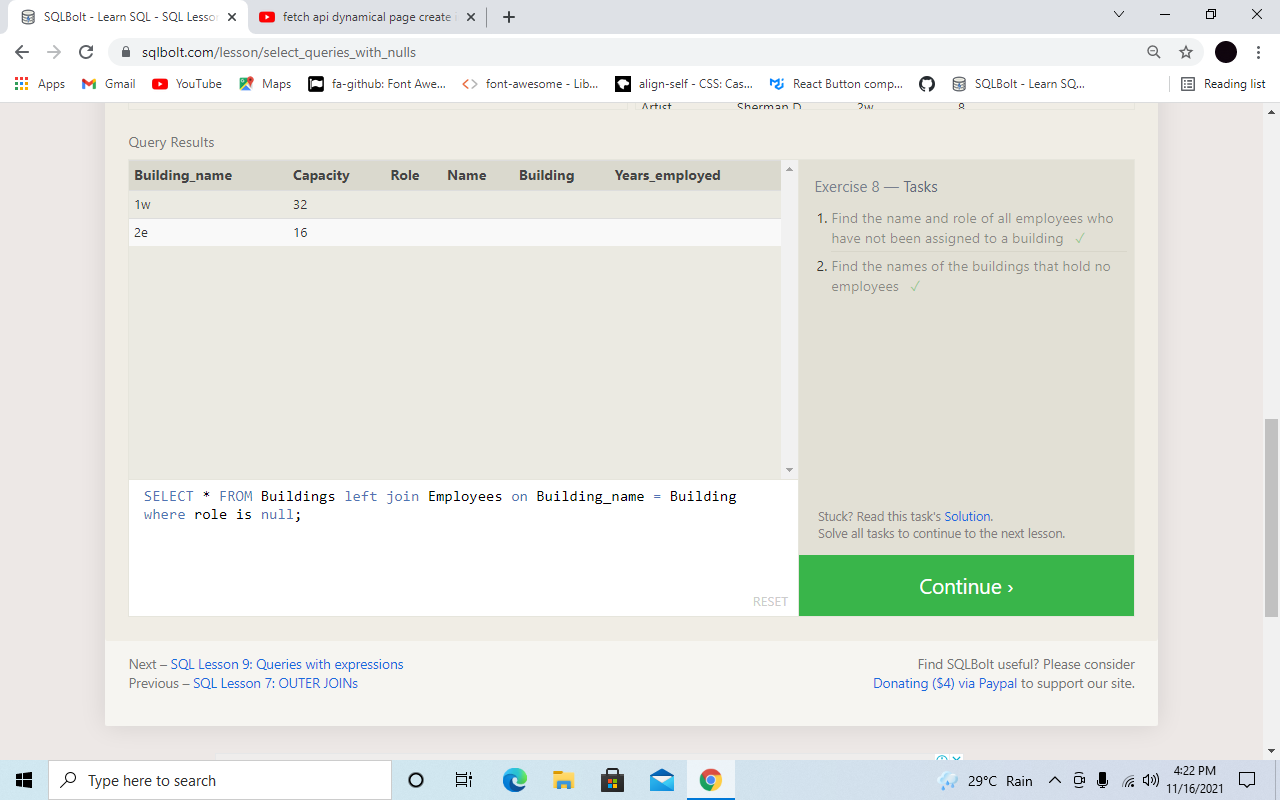 SQLBolt - Learn SQL - SQL Lesson
fetch api dynamical page create
sqlbolt.com/lesson/select_queries_with_nulls
Apps Gmail YouTube Maps fa-github: Font Awe... font-awesome - Lib... align-self - CSS: Cas... React Button comp... SQLBolt - Learn SQ... Reading list
Artist Sherman D. 2w 8
Query Results
Building_name Capacity Role Name Building Years_employed
1w 32
2e 16
Exercise 8 — Tasks
1. Find the name and role of all employees who
have not been assigned to a building ✓
2. Find the names of the buildings that hold no
employees ✓
SELECT * FROM Buildings left join Employees on Building_name = Building
where role is null;
RESET
Stuck? Read this task's Solution.
Solve all tasks to continue to the next lesson.
Continue ›
Next – SQL Lesson 9: Queries with expressions
Previous – SQL Lesson 7: OUTER JOINs
Find SQLBolt useful? Please consider
Donating ($4) via Paypal to support our site.
Type here to search
29°C Rain
4:22 PM
11/16/2021